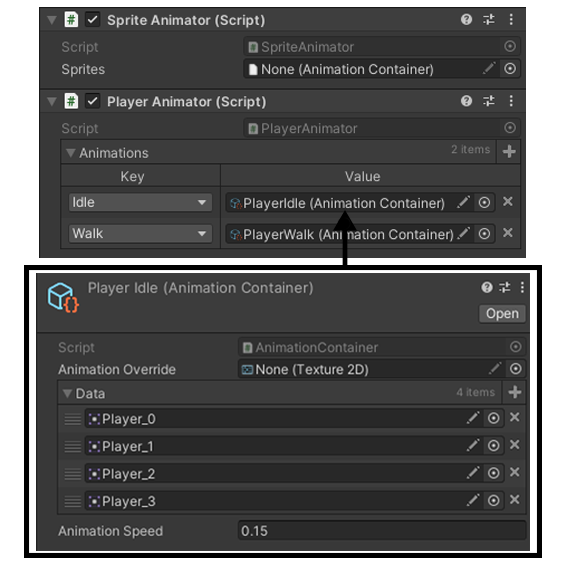 Sprite Animator (Script)
Script SpriteAnimator
Sprites None (Animation Container)
Player Animator (Script)
Script PlayerAnimator
Animations 2 items
Key Value
Idle PlayerIdle (Animation Container)
Walk PlayerWalk (Animation Container)
Player Idle (Animation Container)
Open
Script AnimationContainer
Animation Override None (Texture 2D)
Data 4 items
Player_0
Player_1
Player_2
Player_3
Animation Speed 0.15